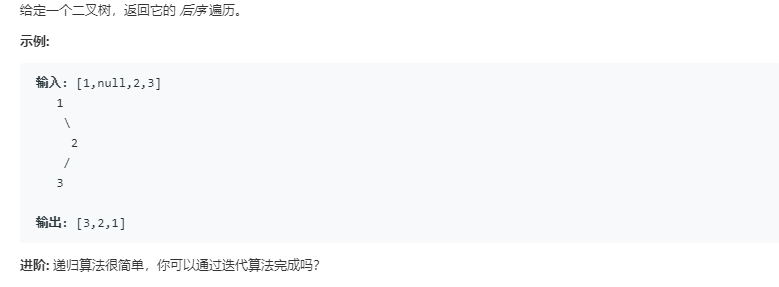 给定一个二叉树，返回它的 后序 遍历。
示例:
输入: [1,null,2,3]
   1
    \
     2
    /
   3
输出: [3,2,1]
进阶: 递归算法很简单，你可以通过迭代算法完成吗？